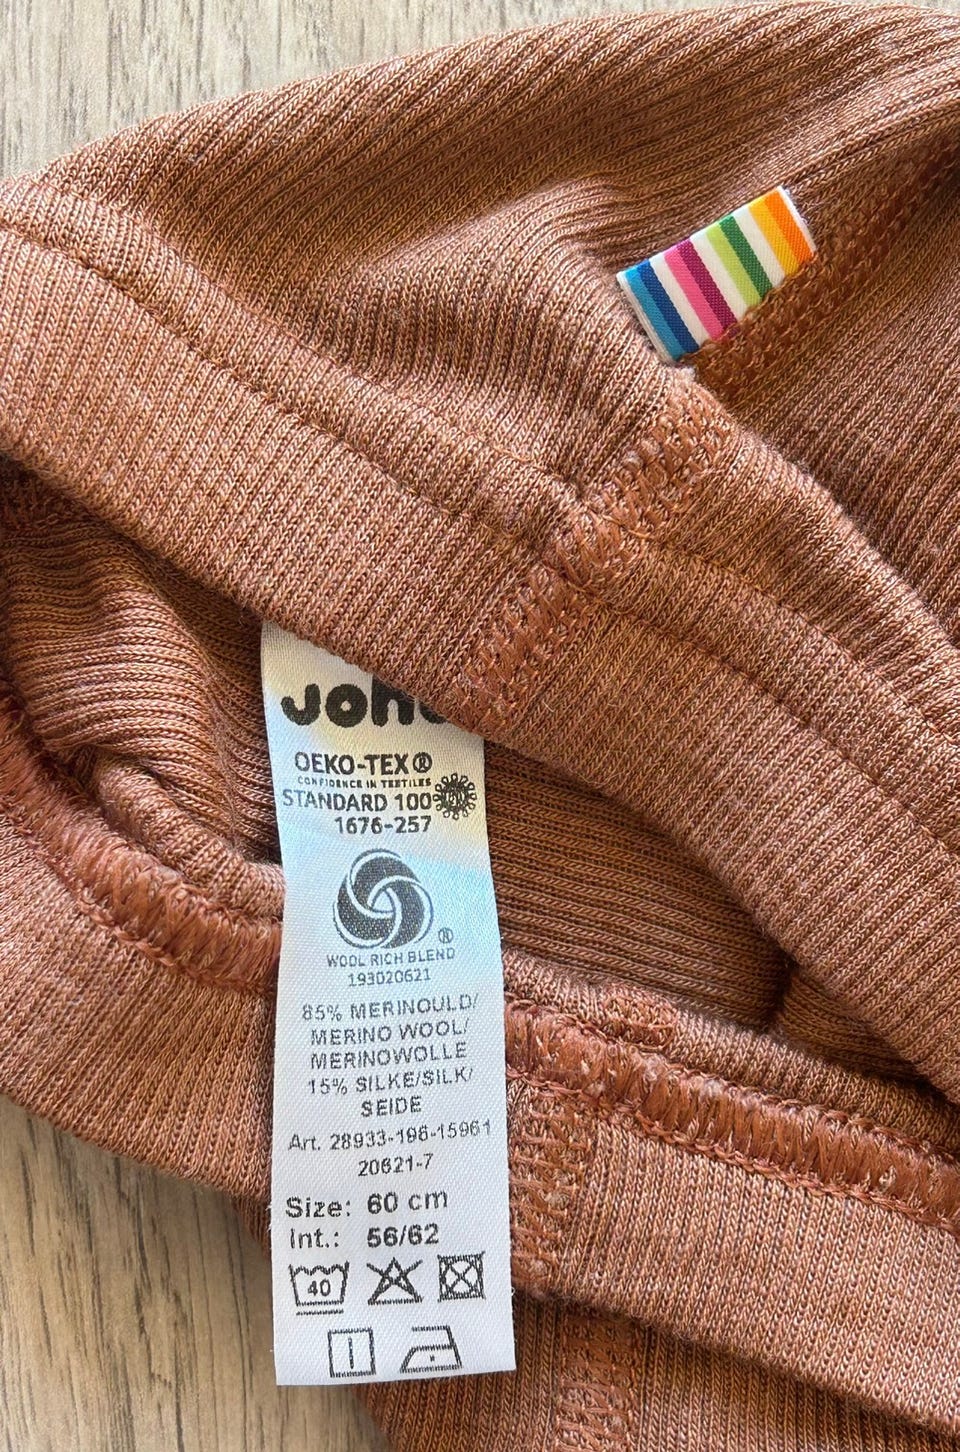 OEKO-TEX®
CONFIDENCE IN TEXTILES
STANDARD 100
1676-257
®
WOOL RICH BLEND
193020621
85% MERINOULD/
MERINO WOOL/
MERINOWOLLE
15% SILKE/SILK/
SEIDE
Art. 28933-196-15961
20621-7
Size: 60 cm
Int.: 56/62
40